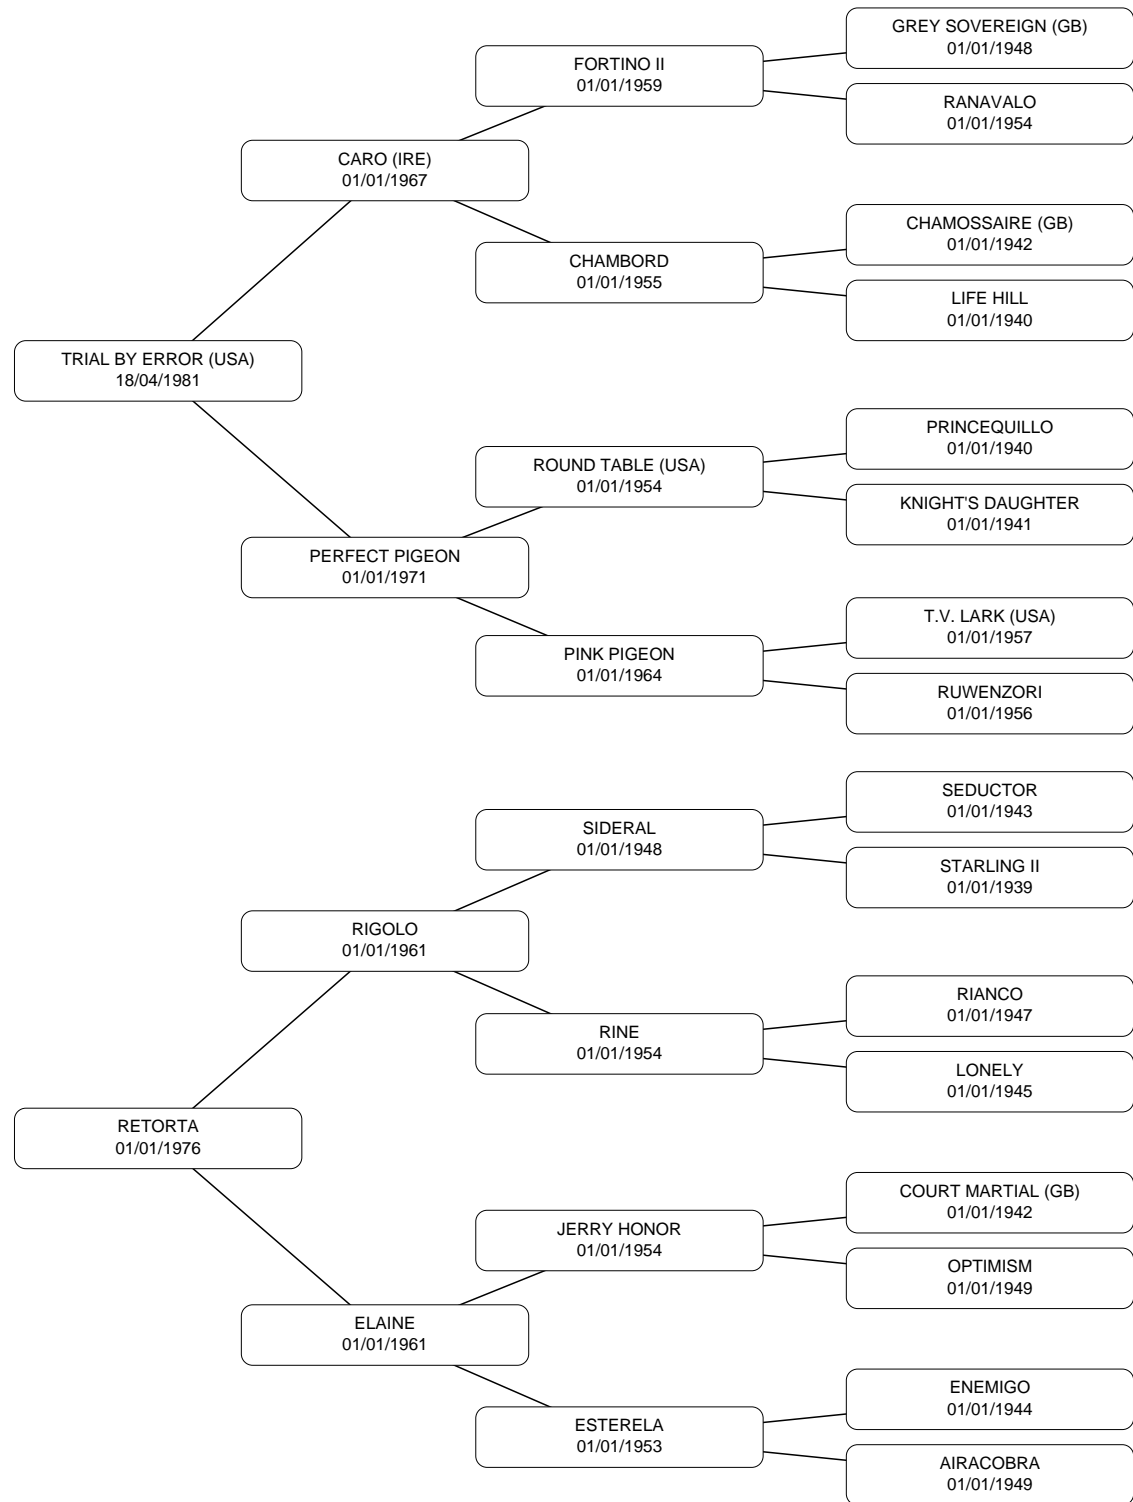 GREY SOVEREIGN (GB)
01/01/1948
FORTINO II
01/01/1959
RANAVALO
01/01/1954
CARO (IRE)
01/01/1967
CHAMOSSAIRE (GB)
01/01/1942
CHAMBORD
01/01/1955
LIFE HILL
01/01/1940
TRIAL BY ERROR (USA)
18/04/1981
PRINCEQUILLO
01/01/1940
ROUND TABLE (USA)
01/01/1954
KNIGHT'S DAUGHTER
01/01/1941
PERFECT PIGEON
01/01/1971
T.V. LARK (USA)
01/01/1957
PINK PIGEON
01/01/1964
RUWENZORI
01/01/1956
SEDUCTOR
01/01/1943
SIDERAL
01/01/1948
STARLING II
01/01/1939
RIGOLO
01/01/1961
RIANCO
01/01/1947
RINE
01/01/1954
LONELY
01/01/1945
RETORTA
01/01/1976
COURT MARTIAL (GB)
01/01/1942
JERRY HONOR
01/01/1954
OPTIMISM
01/01/1949
ELAINE
01/01/1961
ENEMIGO
01/01/1944
ESTERELA
01/01/1953
AIRACOBRA
01/01/1949